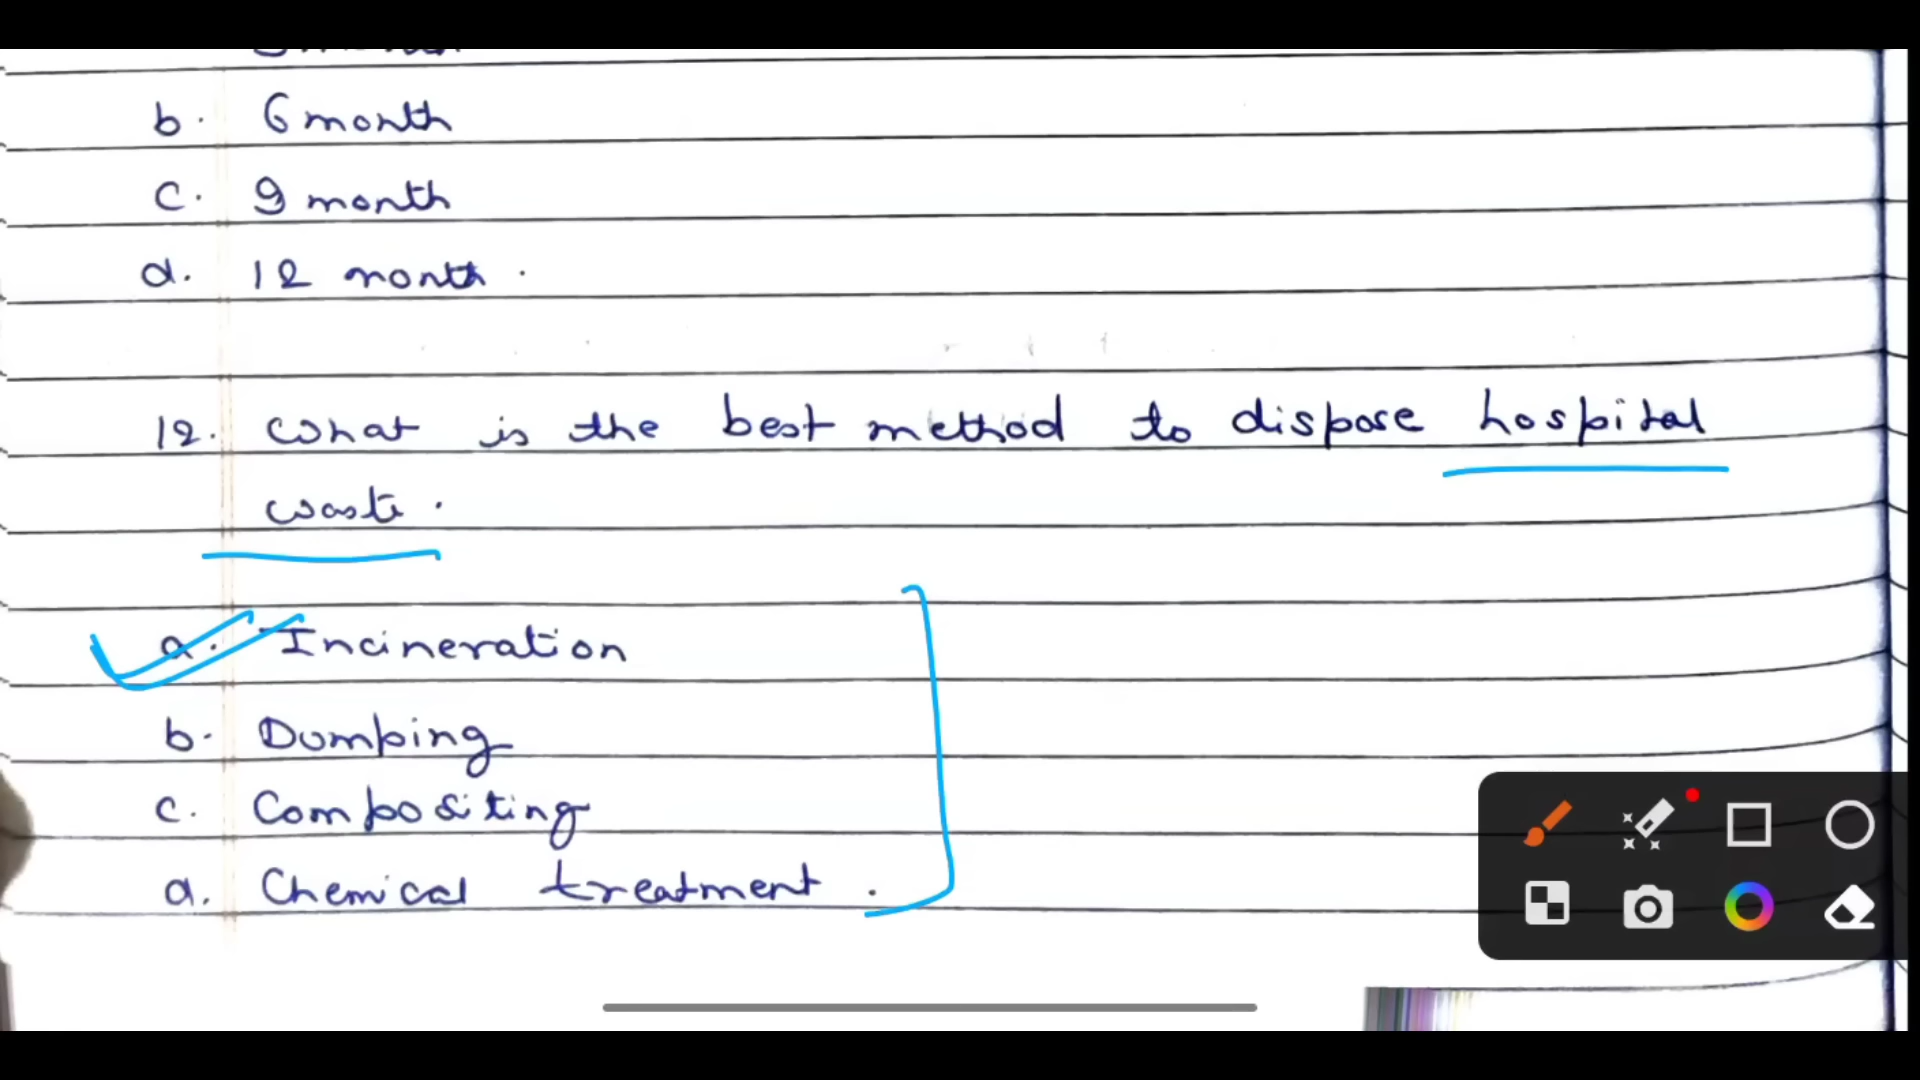 b. 6 month
c. 9 month
d. 12 month.
12. What is the best method to dispose hospital
waste.
a. Incineration
b. Dumping
c. Compositing
d. Chemical treatment.